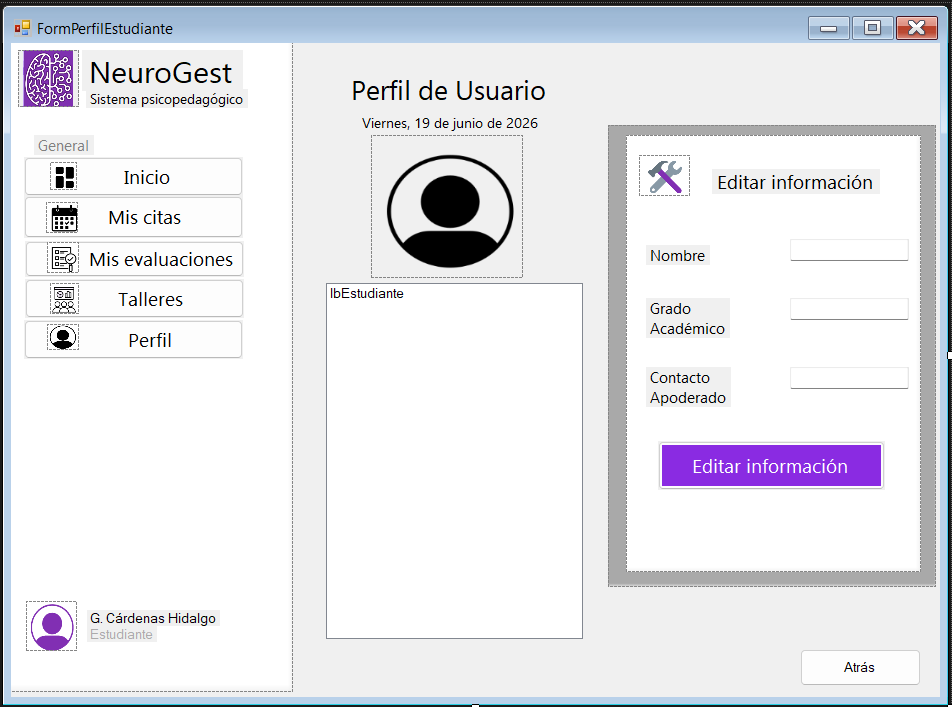 FormPerfilEstudiante
NeuroGest
Sistema psicopedagógico
General
Inicio
Mis citas
Mis evaluaciones
Talleres
Perfil
G. Cárdenas Hidalgo
Estudiante
Perfil de Usuario
Viernes, 19 de junio de 2026
lbEstudiante
Editar información
Nombre
Grado
Académico
Contacto
Apoderado
Editar información
Atrás